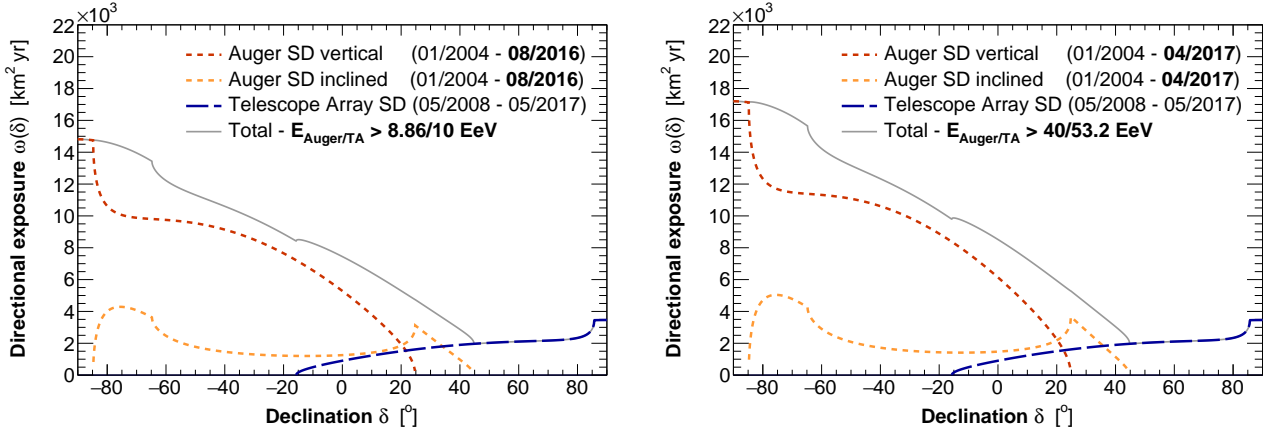 ×10³
22
20
18
16
14
12
10
8
6
4
2
0
Directional exposure ω(δ) [km² yr]
Auger SD vertical (01/2004 - 08/2016)
Auger SD inclined (01/2004 - 08/2016)
Telescope Array SD (05/2008 - 05/2017)
Total - E_Auger/TA > 8.86/10 EeV
−80 −60 −40 −20 0 20 40 60 80
Declination δ [°]
×10³
22
20
18
16
14
12
10
8
6
4
2
0
Directional exposure ω(δ) [km² yr]
Auger SD vertical (01/2004 - 04/2017)
Auger SD inclined (01/2004 - 04/2017)
Telescope Array SD (05/2008 - 05/2017)
Total - E_Auger/TA > 40/53.2 EeV
−80 −60 −40 −20 0 20 40 60 80
Declination δ [°]